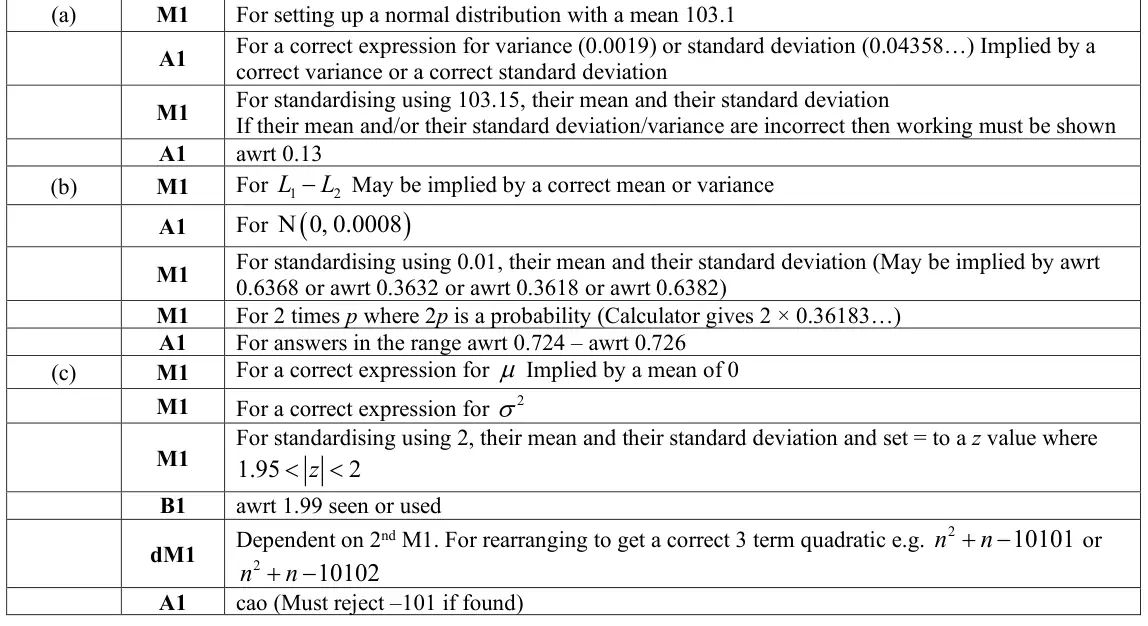 (a) M1 For setting up a normal distribution with a mean 103.1
A1 For a correct expression for variance (0.0019) or standard deviation (0.04358…) Implied by a
correct variance or a correct standard deviation
M1 For standardising using 103.15, their mean and their standard deviation
If their mean and/or their standard deviation/variance are incorrect then working must be shown
A1 awrt 0.13
(b) M1 For L₁ − L₂ May be implied by a correct mean or variance
A1 For N(0, 0.0008)
M1 For standardising using 0.01, their mean and their standard deviation (May be implied by awrt
0.6368 or awrt 0.3632 or awrt 0.3618 or awrt 0.6382)
M1 For 2 times p where 2p is a probability (Calculator gives 2 × 0.36183…)
A1 For answers in the range awrt 0.724 – awrt 0.726
(c) M1 For a correct expression for μ Implied by a mean of 0
M1 For a correct expression for σ²
M1 For standardising using 2, their mean and their standard deviation and set = to a z value where
1.95 < |z| < 2
B1 awrt 1.99 seen or used
dM1 Dependent on 2nd M1. For rearranging to get a correct 3 term quadratic e.g. n² + n − 10101 or
n² + n − 10102
A1 cao (Must reject –101 if found)